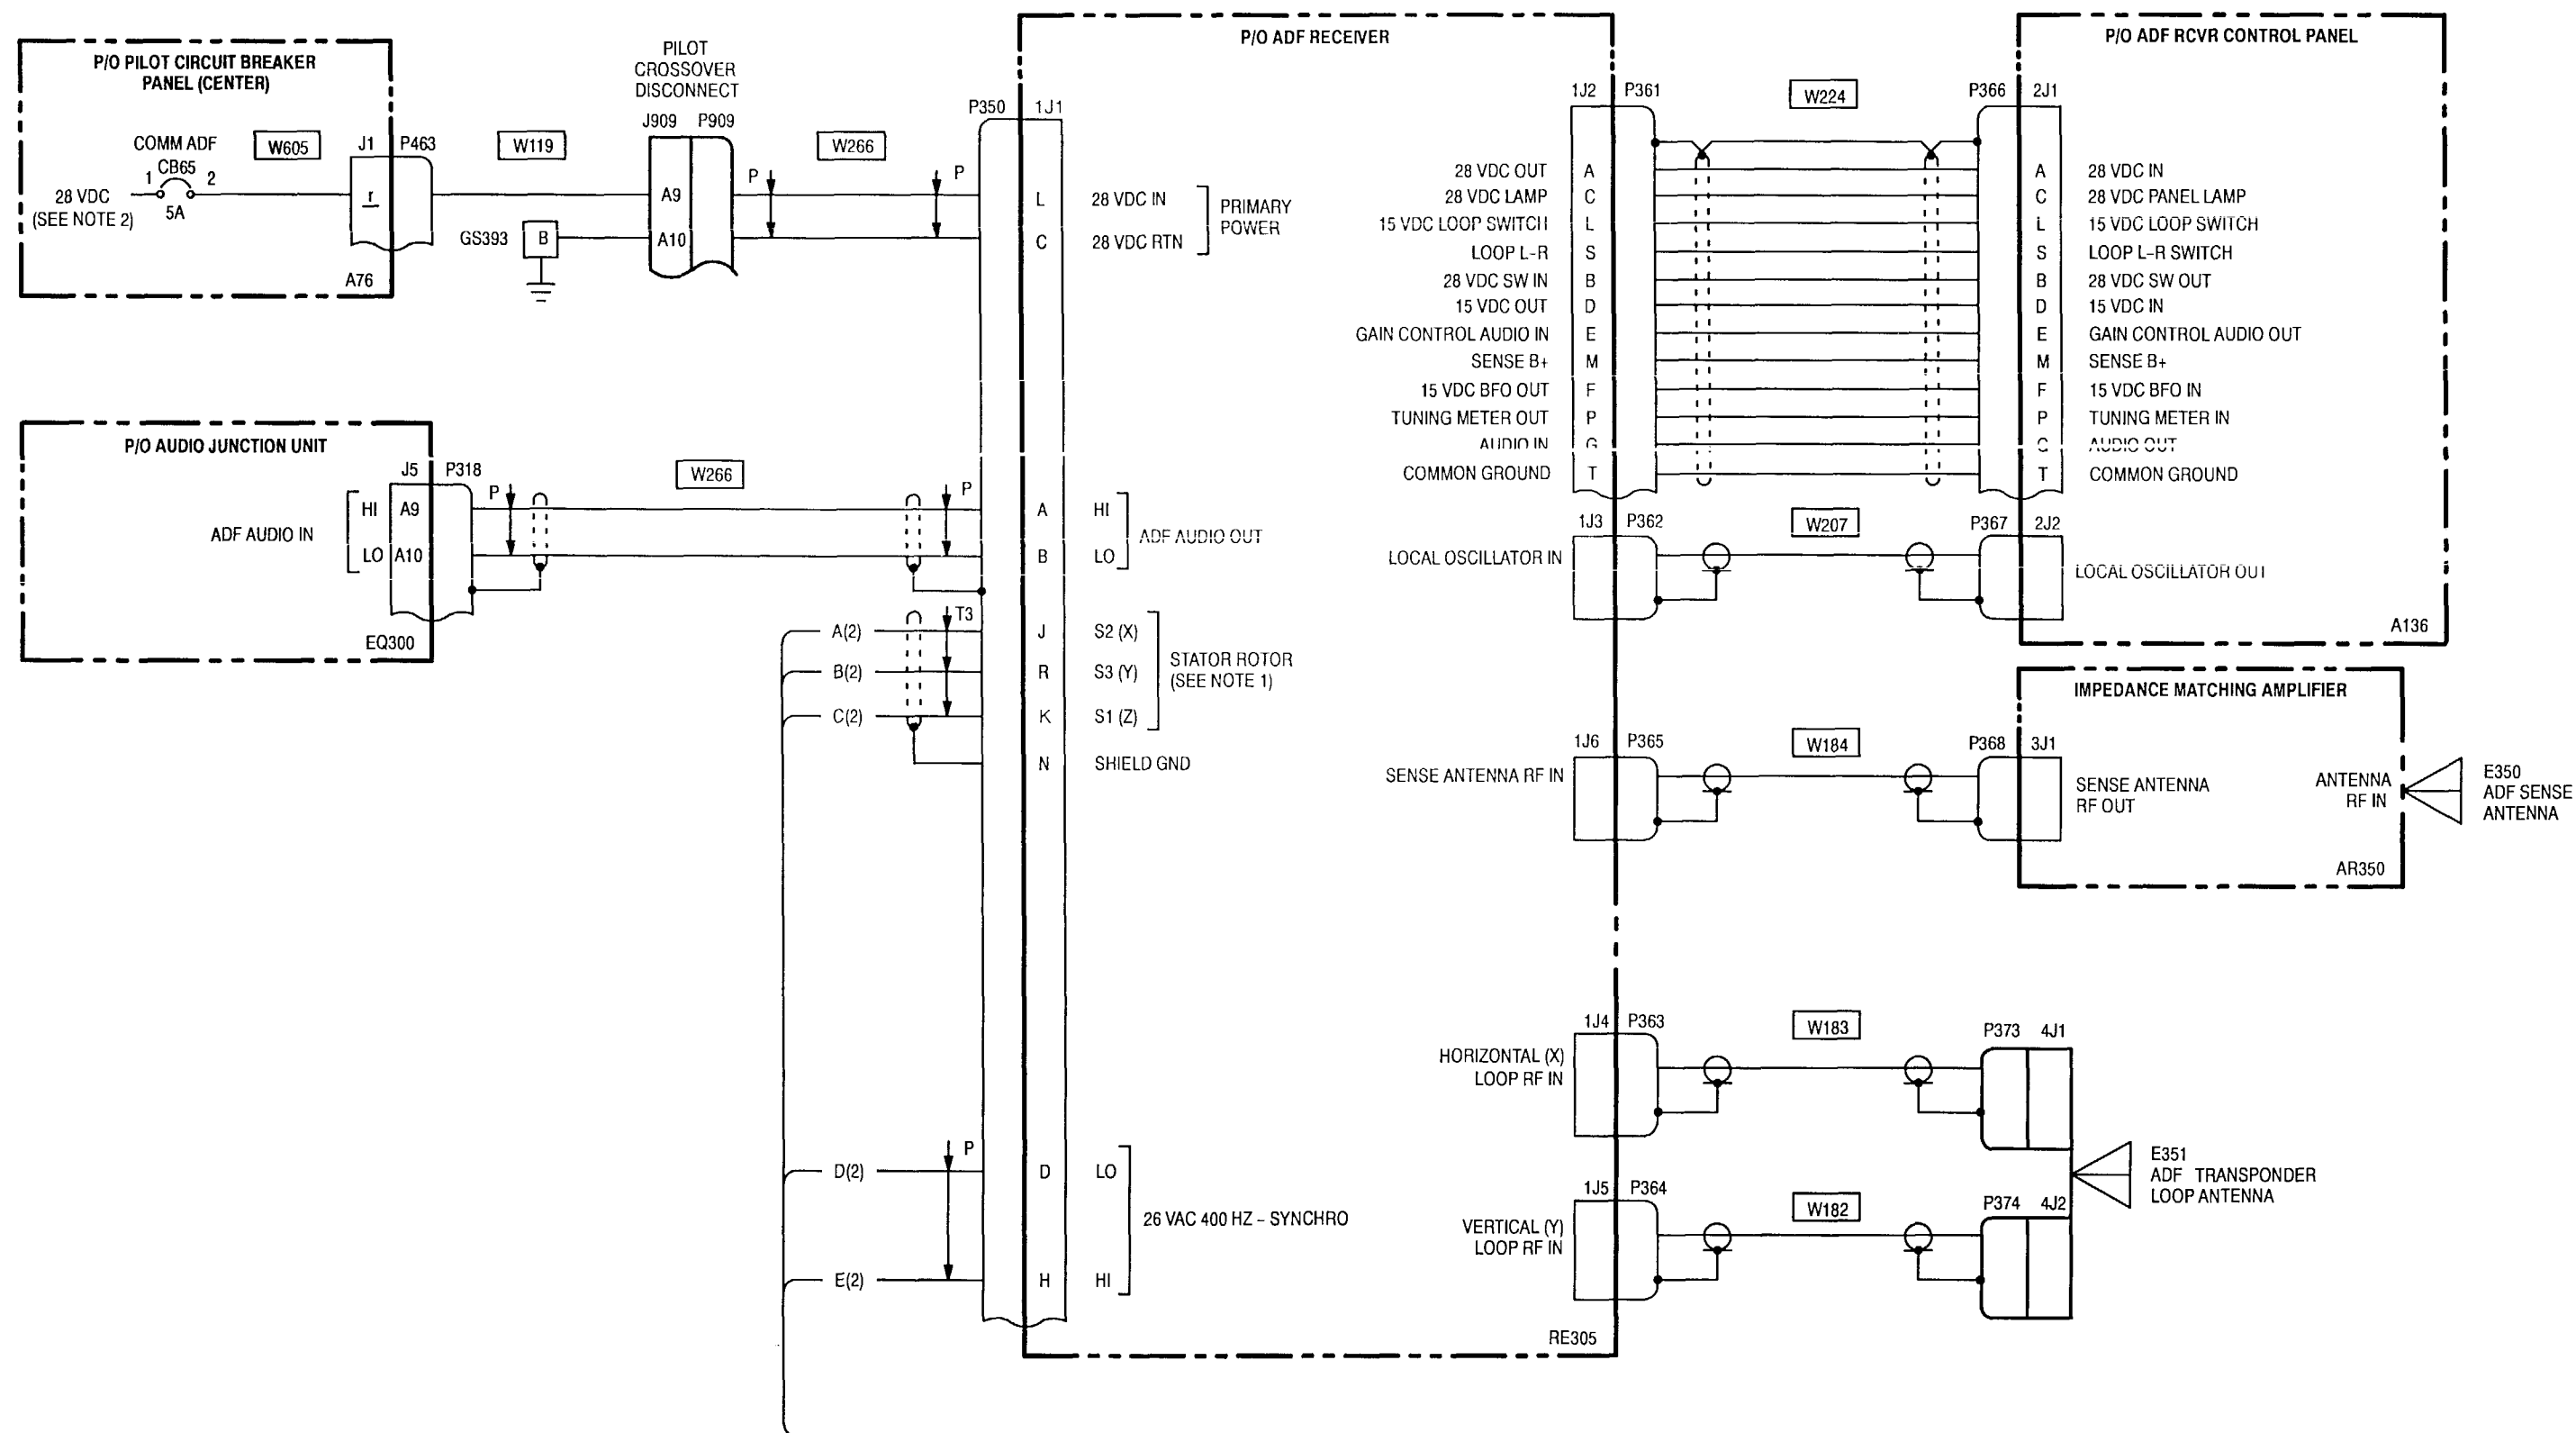 P/O PILOT CIRCUIT BREAKER
PANEL (CENTER)
COMM ADF
CB65
1
2
5A
28 VDC
(SEE NOTE 2)
W605
J1
P463
r
A76
W119
GS393
B
PILOT
CROSSOVER
DISCONNECT
J909
P909
A9
A10
W266
P
P
P/O AUDIO JUNCTION UNIT
J5
P318
ADF AUDIO IN
HI
A9
LO
A10
EQ300
W266
P
P
A(2)
B(2)
C(2)
T3
D(2)
E(2)
P
P/O ADF RECEIVER
P350
1J1
L
28 VDC IN
C
28 VDC RTN
PRIMARY
POWER
A
HI
B
LO
ADF AUDIO OUT
J
S2 (X)
R
S3 (Y)
K
S1 (Z)
STATOR ROTOR
(SEE NOTE 1)
N
SHIELD GND
D
LO
H
HI
26 VAC 400 HZ – SYNCHRO
RE305
1J2
P361
W224
P366
2J1
28 VDC OUT A
28 VDC LAMP C
15 VDC LOOP SWITCH L
LOOP L–R S
28 VDC SW IN B
15 VDC OUT D
GAIN CONTROL AUDIO IN E
SENSE B+ M
15 VDC BFO OUT F
TUNING METER OUT P
AUDIO IN G
COMMON GROUND T
P/O ADF RCVR CONTROL PANEL
A 28 VDC IN
C 28 VDC PANEL LAMP
L 15 VDC LOOP SWITCH
S LOOP L–R SWITCH
B 28 VDC SW OUT
D 15 VDC IN
E GAIN CONTROL AUDIO OUT
M SENSE B+
F 15 VDC BFO IN
P TUNING METER IN
G AUDIO OUT
T COMMON GROUND
1J3
P362
W207
P367
2J2
LOCAL OSCILLATOR IN
LOCAL OSCILLATOR OUT
A136
IMPEDANCE MATCHING AMPLIFIER
1J6
P365
W184
P368
3J1
SENSE ANTENNA RF IN
SENSE ANTENNA
RF OUT
ANTENNA
RF IN
E350
ADF SENSE
ANTENNA
AR350
1J4
P363
W183
P373
4J1
HORIZONTAL (X)
LOOP RF IN
1J5
P364
W182
P374
4J2
VERTICAL (Y)
LOOP RF IN
E351
ADF TRANSPONDER
LOOP ANTENNA